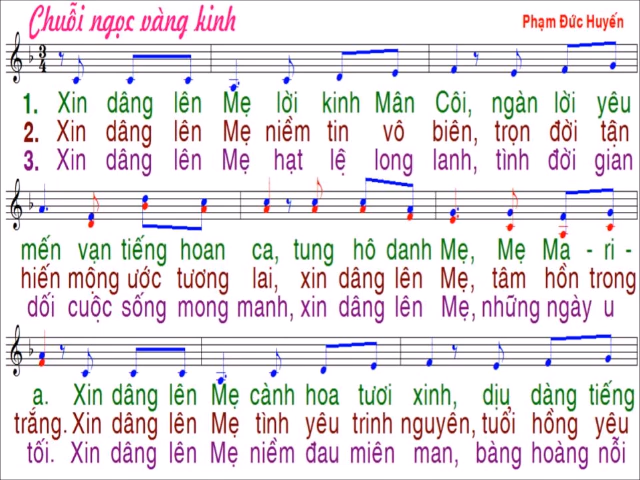 Chuỗi ngọc vàng kinh
Phạm Đức Huyến
3
4
1. Xin dâng lên Mẹ lời kinh Mân Côi, ngàn lời yêu
2. Xin dâng lên Mẹ niềm tin vô biên, trọn đời tận
3. Xin dâng lên Mẹ hạt lệ long lanh, tình đời gian
mến vạn tiếng hoan ca, tung hô danh Mẹ, Mẹ Ma - ri -
hiến mộng ước tương lai, xin dâng lên Mẹ, tâm hồn trong
dối cuộc sống mong manh, xin dâng lên Mẹ, những ngày u
a. Xin dâng lên Mẹ cành hoa tươi xinh, dịu dàng tiếng
trắng. Xin dâng lên Mẹ tình yêu trinh nguyên, tuổi hồng yêu
tối. Xin dâng lên Mẹ niềm đau miên man, bàng hoàng nỗi